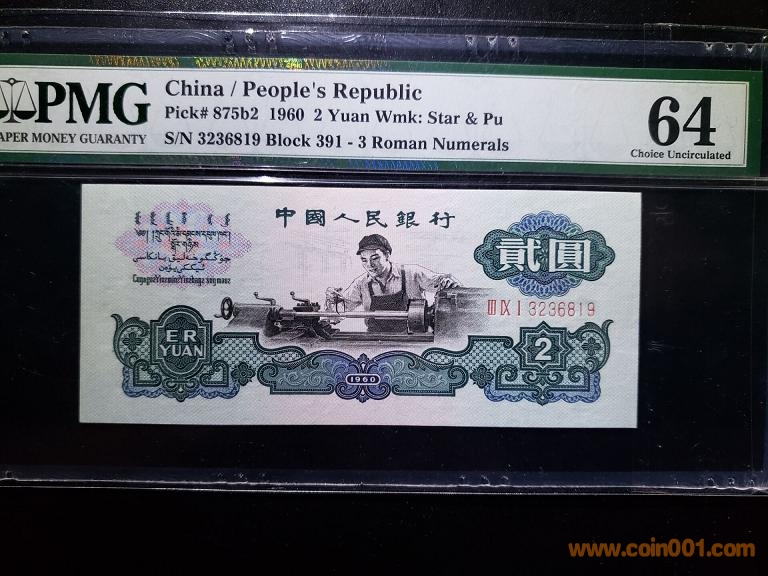 PMG
APER MONEY GUARANTY
China / People's Republic
Pick# 875b2 1960 2 Yuan Wmk: Star & Pu
S/N 3236819 Block 391 - 3 Roman Numerals
64
Choice Uncirculated
中國人民銀行
貳圓
III IX I 3236819
ER
YUAN
1960
2
www.coin001.com